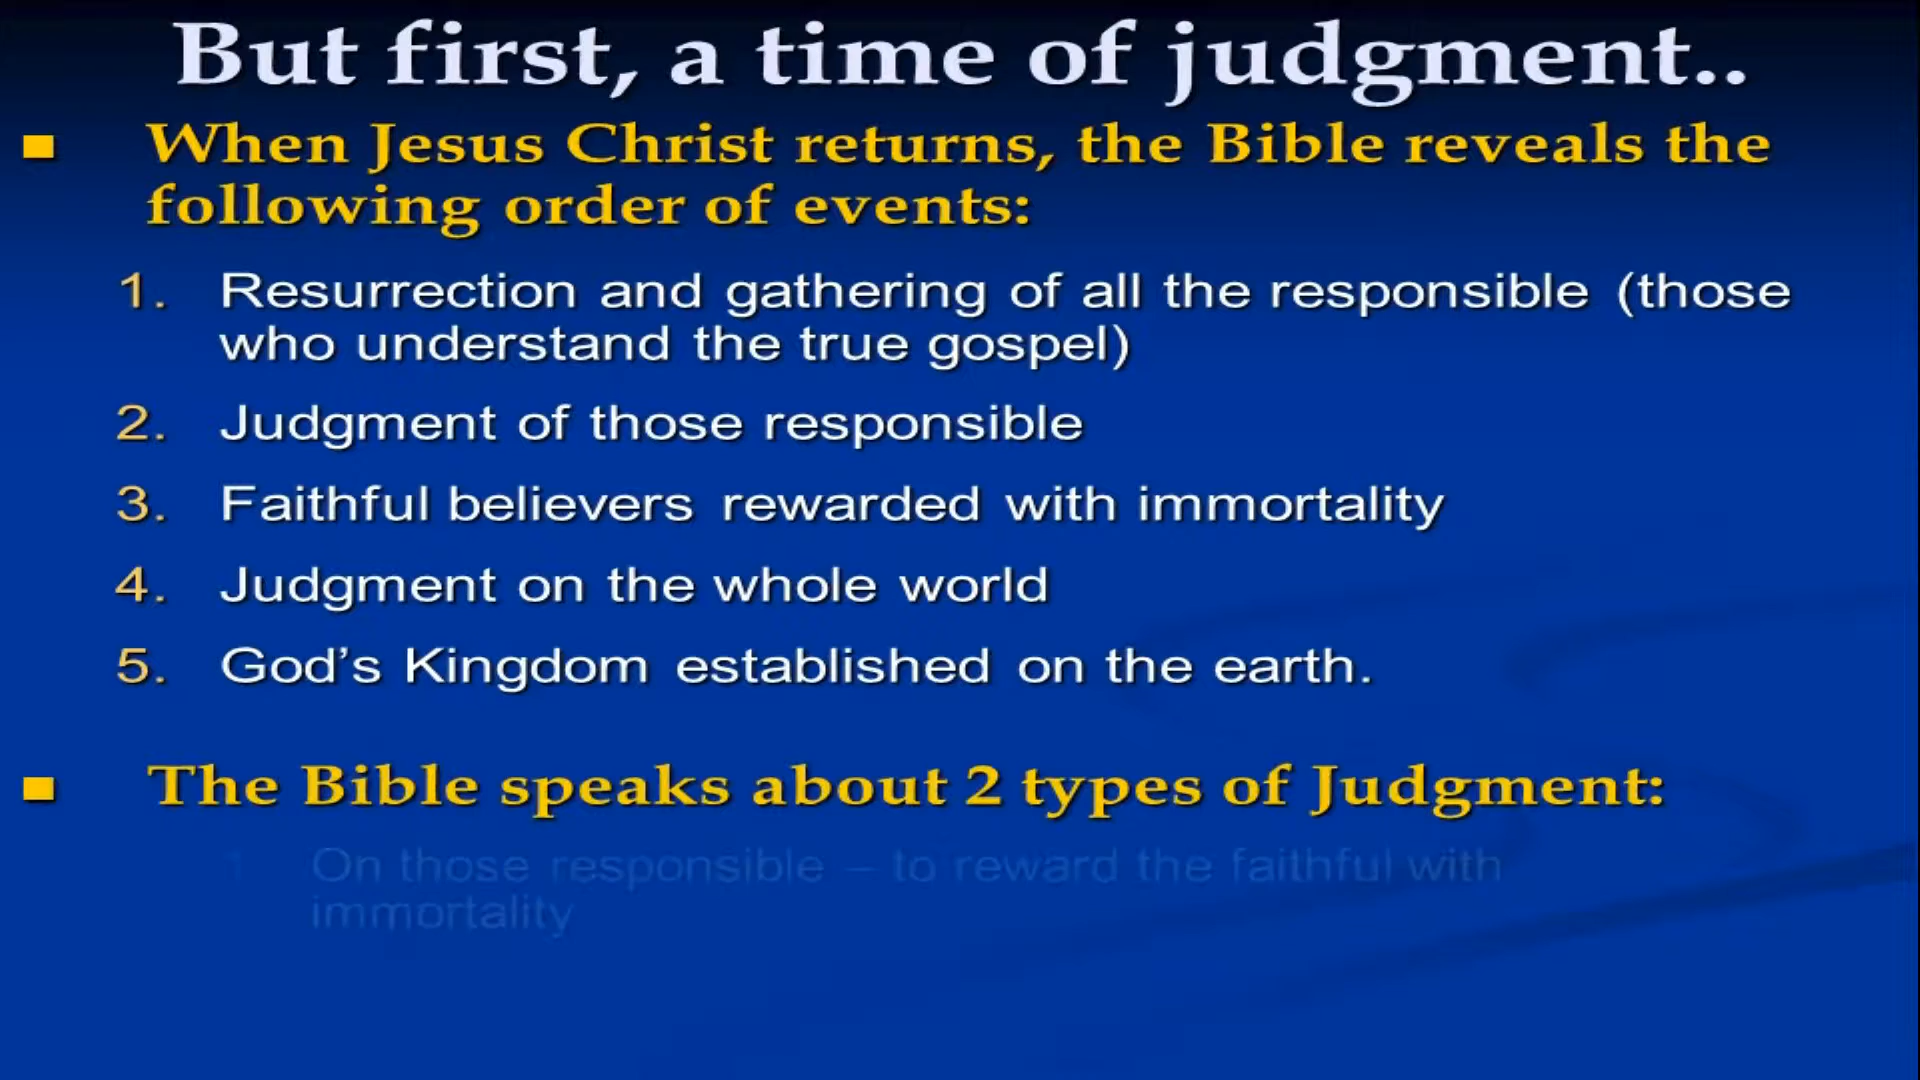 But first, a time of judgment..
When Jesus Christ returns, the Bible reveals the
following order of events:
1. Resurrection and gathering of all the responsible (those
who understand the true gospel)
2. Judgment of those responsible
3. Faithful believers rewarded with immortality
4. Judgment on the whole world
5. God’s Kingdom established on the earth.
The Bible speaks about 2 types of Judgment:
1. On those responsible – to reward the faithful with
immortality